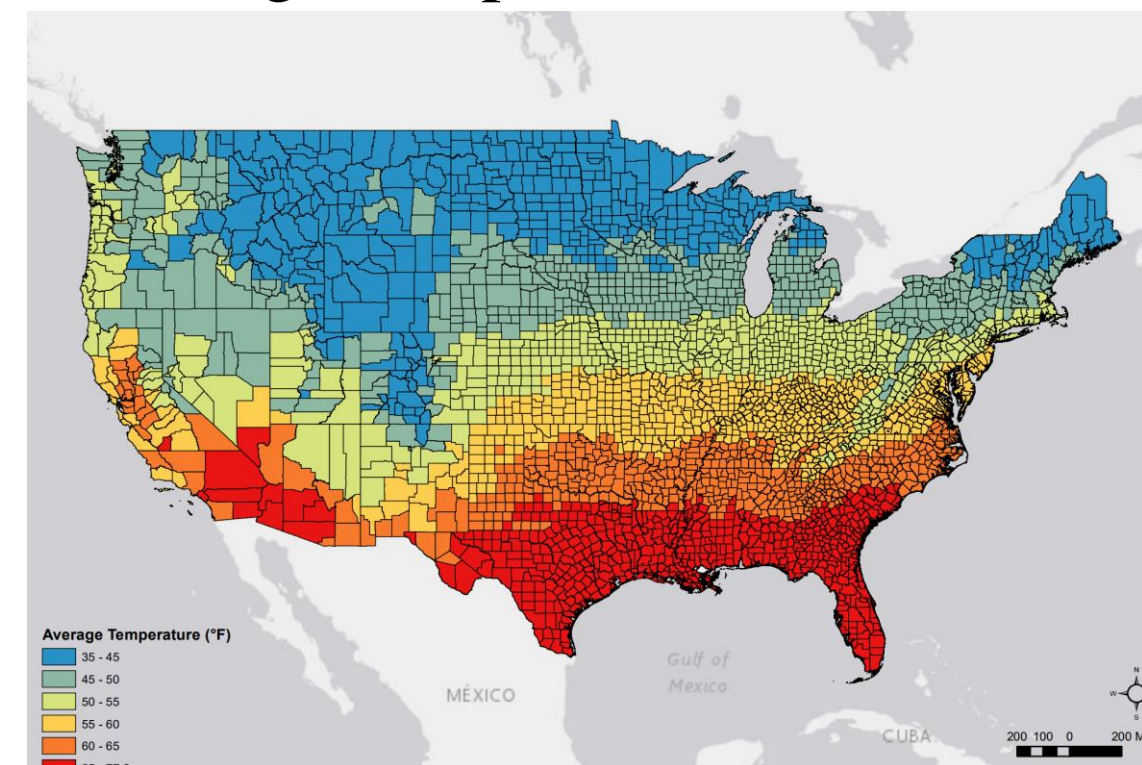 Average Temperature (°F)
35 - 45
45 - 50
50 - 55
55 - 60
60 - 65
MÉXICO
Gulf of
Mexico
CUBA
N
W
S
200 100 0 200 M